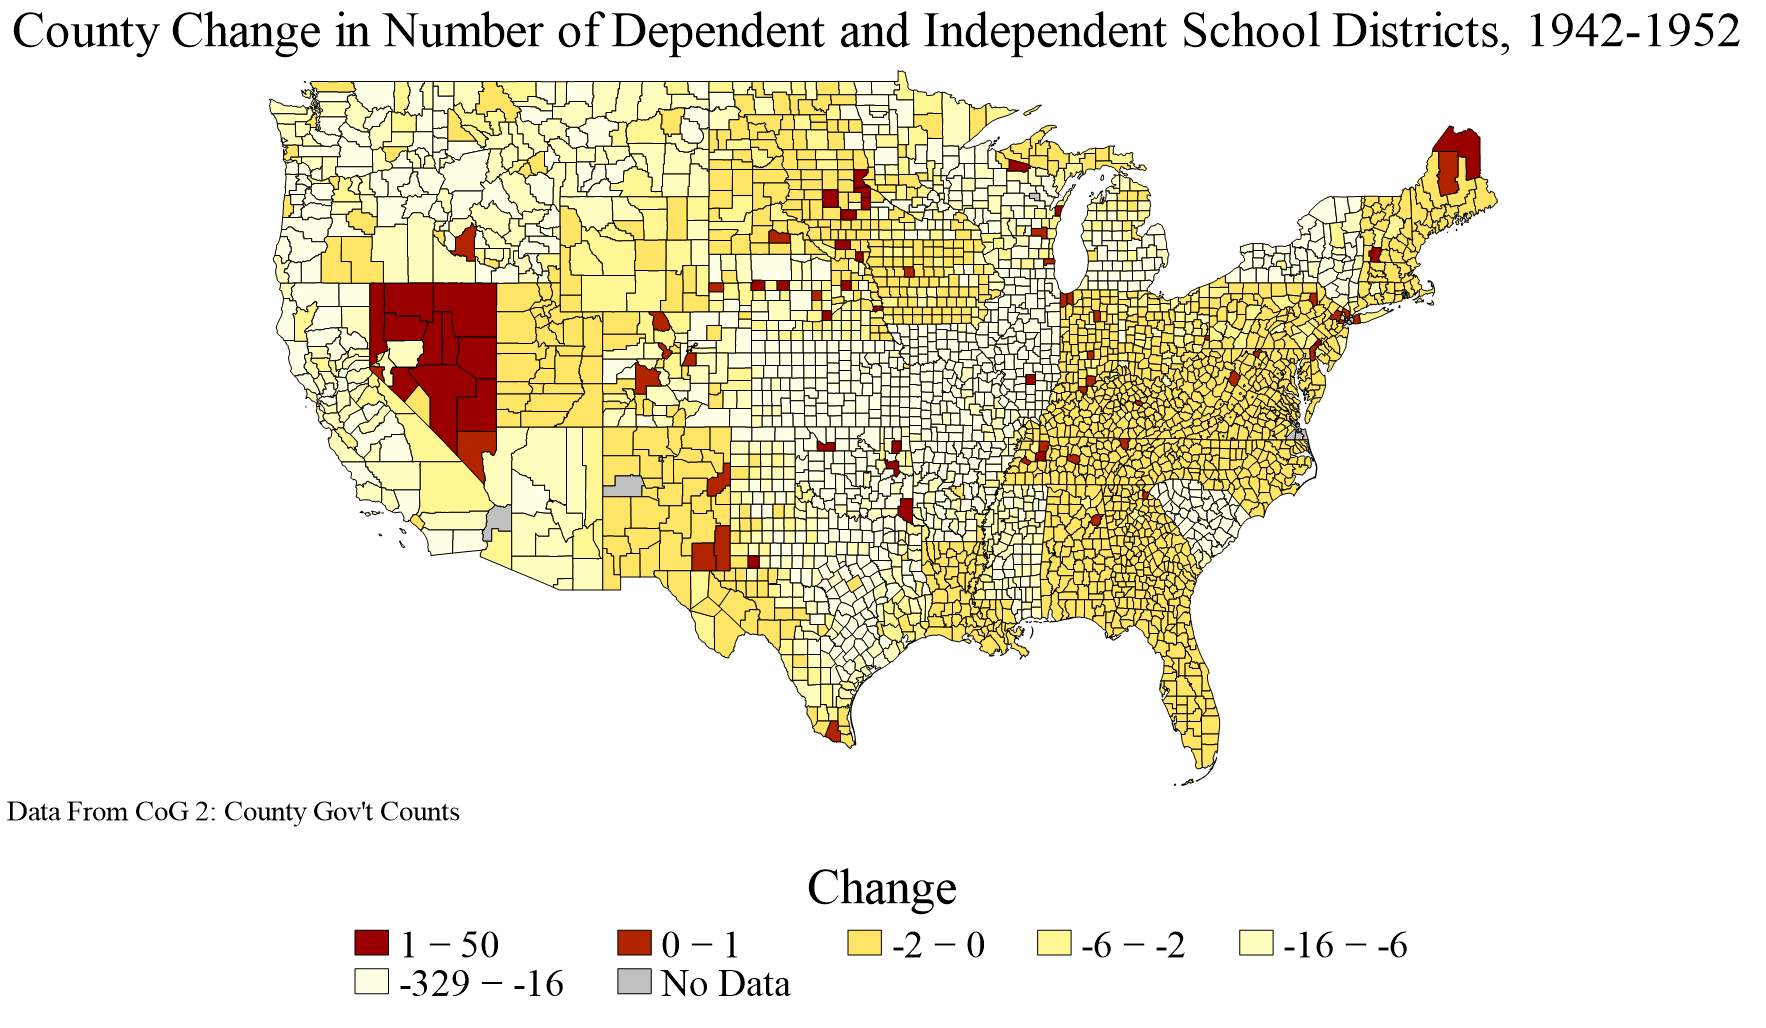 County Change in Number of Dependent and Independent School Districts, 1942-1952
Data From CoG 2: County Gov't Counts
Change
1 − 50 0 − 1 -2 − 0 -6 − -2 -16 − -6
-329 − -16 No Data